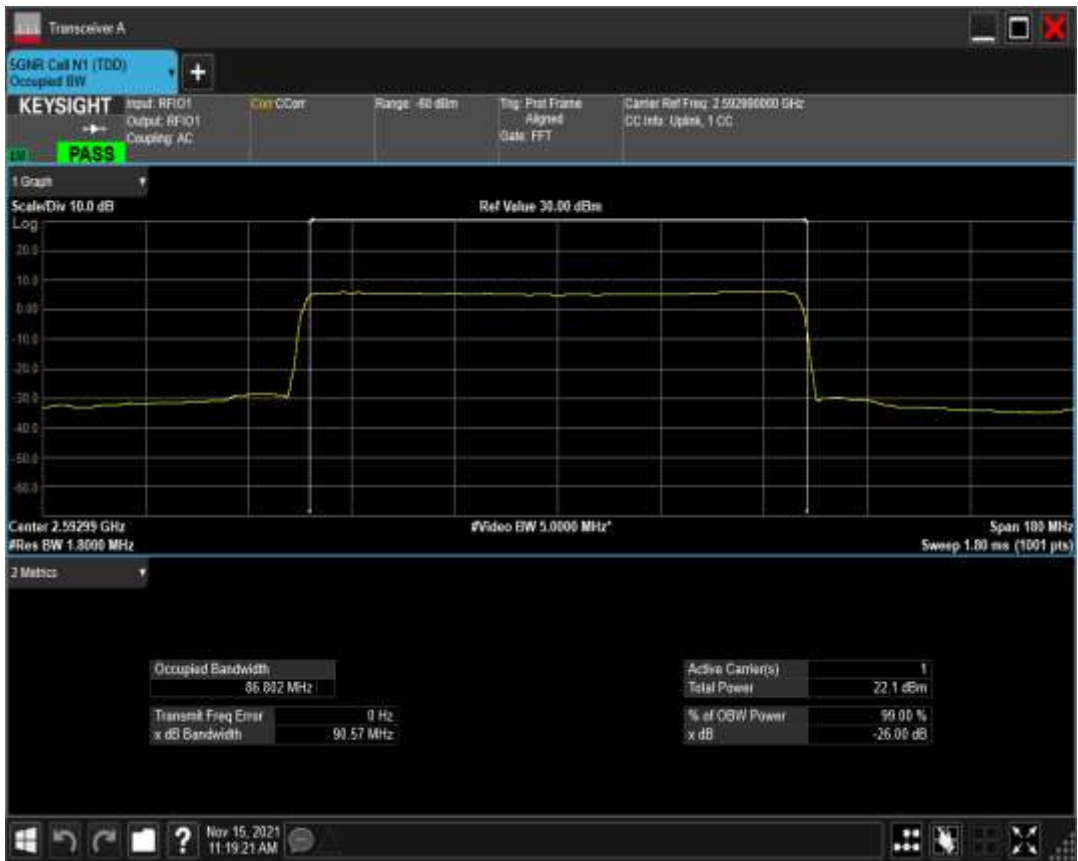 Transceiver A
5GNR Cell N1 (TDD)
Occupied BW
KEYSIGHT
Input: RFIO1
Output: RFIO1
Coupling: AC
Corr CCorr
Range: -60 dBm
Trig: Prot Frame
Aligned
Gate: FFT
Carrier Ref Freq: 2.592990000 GHz
CC Info: Uplink, 1 CC
PASS
1 Graph
Scale/Div 10.0 dB
Ref Value 30.00 dBm
Log
20.0
10.0
0.00
-10.0
-20.0
-30.0
-40.0
-50.0
-60.0
Center 2.59299 GHz
#Video BW 5.0000 MHz*
Span 180 MHz
#Res BW 1.8000 MHz
Sweep 1.80 ms (1001 pts)
2 Metrics
Occupied Bandwidth
86.802 MHz
Transmit Freq Error 0 Hz
x dB Bandwidth 90.57 MHz
Active Carrier(s) 1
Total Power 22.1 dBm
% of OBW Power 99.00 %
x dB -26.00 dB
?
Nov 15, 2021
11:19:21 AM